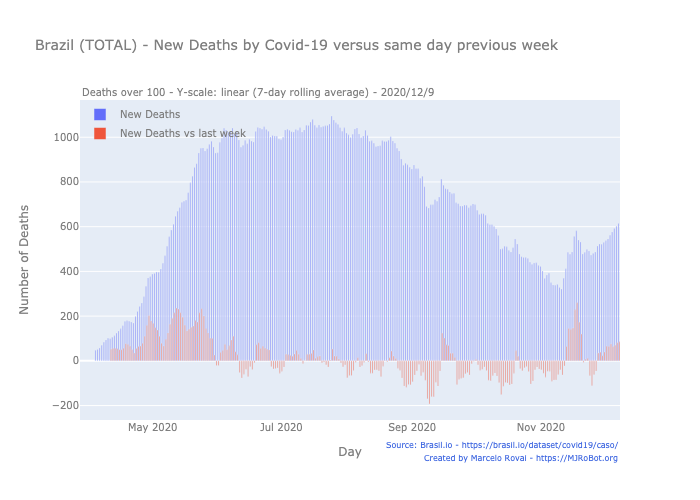 Brazil (TOTAL) - New Deaths by Covid-19 versus same day previous week
Deaths over 100 - Y-scale: linear (7-day rolling average) - 2020/12/9
New Deaths
New Deaths vs last week
1000
800
600
400
200
0
−200
Number of Deaths
May 2020
Jul 2020
Sep 2020
Nov 2020
Day
Source: Brasil.io - https://brasil.io/dataset/covid19/caso/
Created by Marcelo Rovai - https://MJRoBot.org